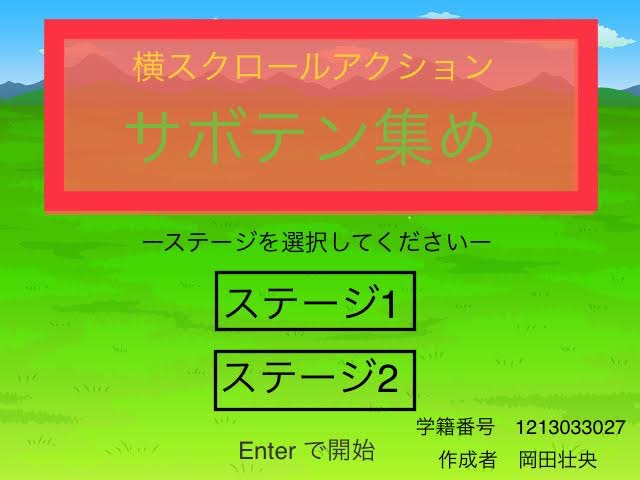 横スクロールアクション
サボテン集め
ーステージを選択してくださいー
ステージ1
ステージ2
Enter で開始
学籍番号 1213033027
作成者 岡田壮央